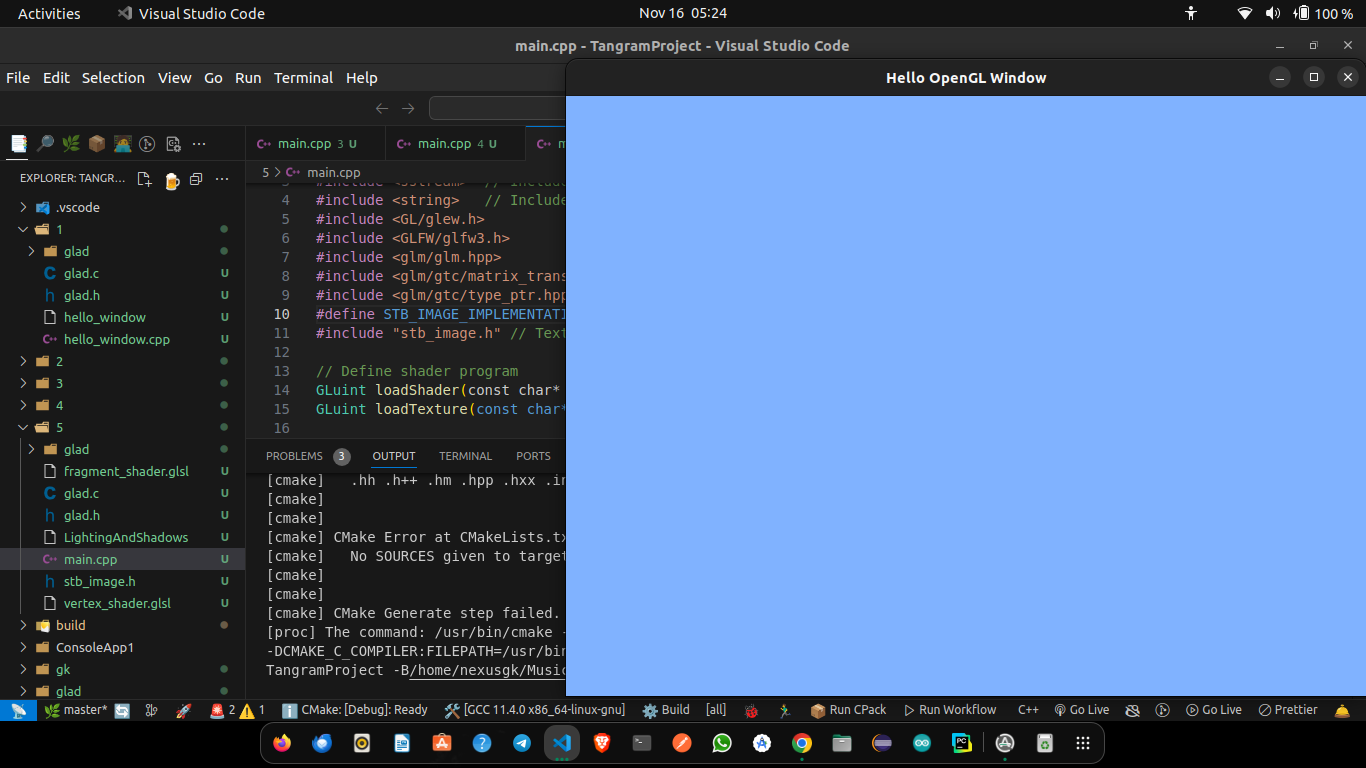 Activities
Visual Studio Code
Nov 16 05:24
100 %
main.cpp - TangramProject - Visual Studio Code
File Edit Selection View Go Run Terminal Help
Hello OpenGL Window
EXPLORER: TANGR...
.vscode
1
glad
glad.c U
glad.h U
hello_window U
hello_window.cpp U
2
3
4
5
glad
fragment_shader.glsl U
glad.c U
glad.h U
LightingAndShadows U
main.cpp U
stb_image.h U
vertex_shader.glsl U
build
ConsoleApp1
gk
glad
main.cpp 3 U
main.cpp 4 U
5 > main.cpp
3 #include <sstream> // Include
4 #include <string> // Include
5 #include <GL/glew.h>
6 #include <GLFW/glfw3.h>
7 #include <glm/glm.hpp>
8 #include <glm/gtc/matrix_trans
9 #include <glm/gtc/type_ptr.hpp
10 #define STB_IMAGE_IMPLEMENTATI
11 #include "stb_image.h" // Text
12
13 // Define shader program
14 GLuint loadShader(const char*
15 GLuint loadTexture(const char*
16
PROBLEMS 3 OUTPUT TERMINAL PORTS
[cmake] .hh .h++ .hm .hpp .hxx .in
[cmake]
[cmake]
[cmake] CMake Error at CMakeLists.tx
[cmake] No SOURCES given to target
[cmake]
[cmake]
[cmake] CMake Generate step failed.
[proc] The command: /usr/bin/cmake -
-DCMAKE_C_COMPILER:FILEPATH=/usr/bin
TangramProject -B/home/nexusgk/Music
master* 2 1 CMake: [Debug]: Ready [GCC 11.4.0 x86_64-linux-gnu] Build [all] Run CPack Run Workflow C++ Go Live Go Live Prettier